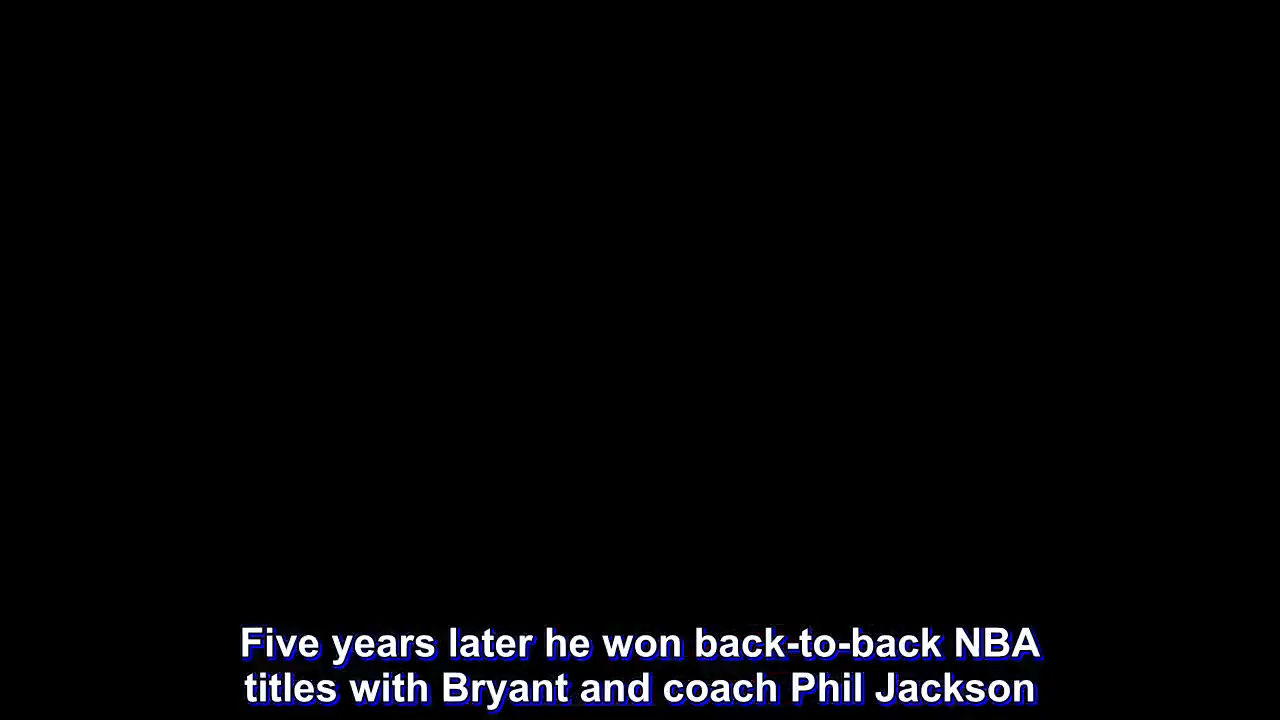 Five years later he won back-to-back NBA
titles with Bryant and coach Phil Jackson